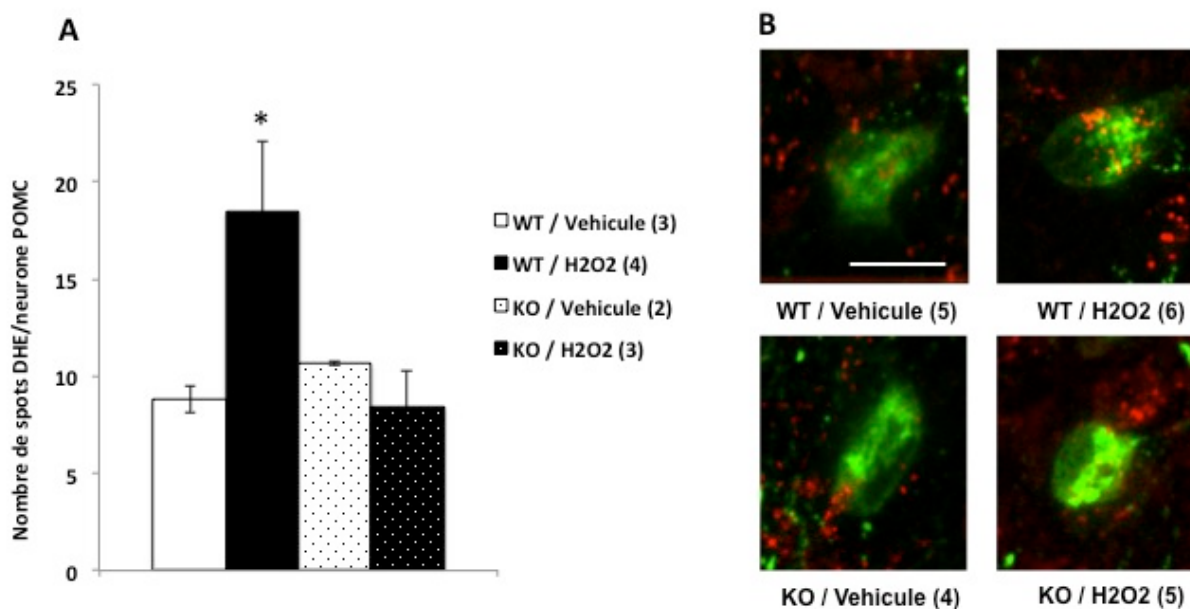 A
25
20
15
10
5
0
Nombre de spots DHE/neurone POMC
*
WT / Vehicule (3)
WT / H2O2 (4)
KO / Vehicule (2)
KO / H2O2 (3)
B
WT / Vehicule (5)
WT / H2O2 (6)
KO / Vehicule (4)
KO / H2O2 (5)